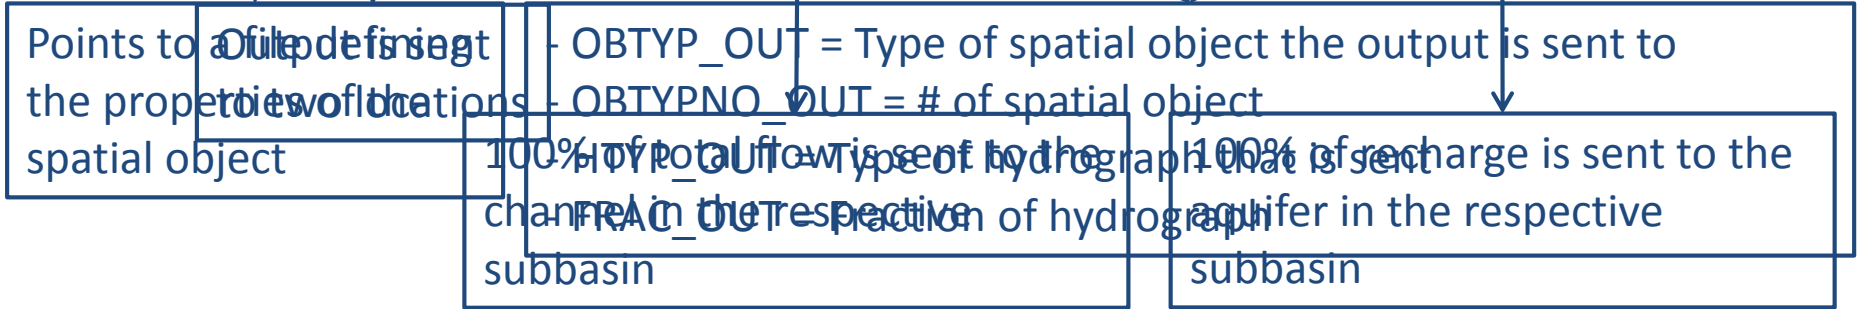 Points to a file defining
the properties of the
spatial object
Output is sent
to two locations
- OBTYP_OUT = Type of spatial object the output is sent to
- OBTYPNO_OUT = # of spatial object
- HTYP_OUT = Type of hydrograph that is sent
- FRAC_OUT = Fraction of hydrograph
100% of total flow is sent to the
channel in the respective
subbasin
100% of recharge is sent to the
aquifer in the respective
subbasin